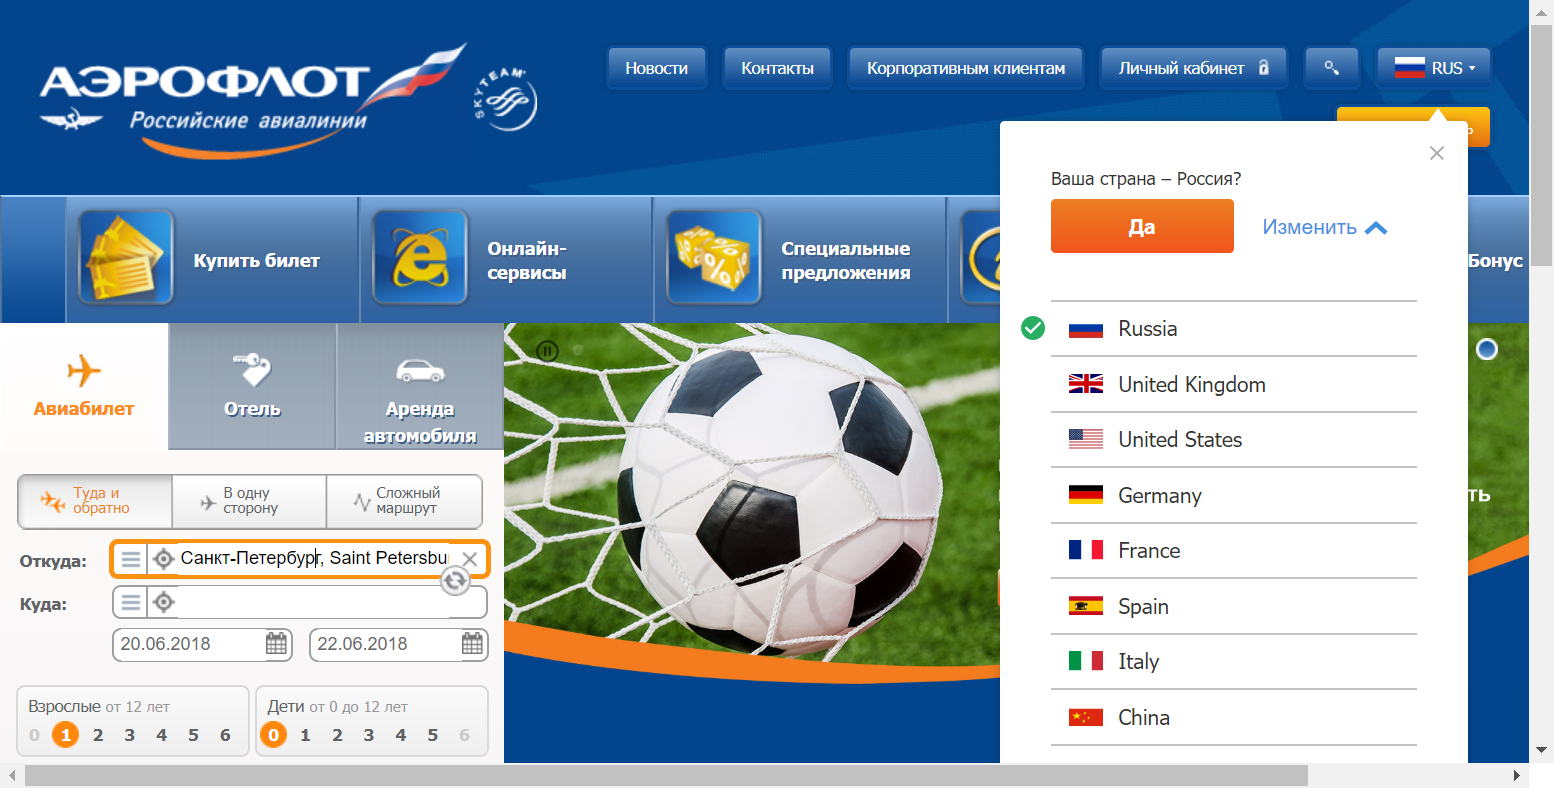 АЭРОФЛОТ
Российские авиалинии
SKYTEAM
Новости
Контакты
Корпоративным клиентам
Личный кабинет
RUS
Ваша страна – Россия?
Да
Изменить
Купить билет
Онлайн-
сервисы
Специальные
предложения
Бонус
Авиабилет
Отель
Аренда
автомобиля
Russia
United Kingdom
United States
Germany
France
Spain
Italy
China
Туда и
обратно
В одну
сторону
Сложный
маршрут
Откуда:
Санкт-Петербург, Saint Petersbu
Куда:
20.06.2018
22.06.2018
Взрослые от 12 лет
0 1 2 3 4 5 6
Дети от 0 до 12 лет
0 1 2 3 4 5 6